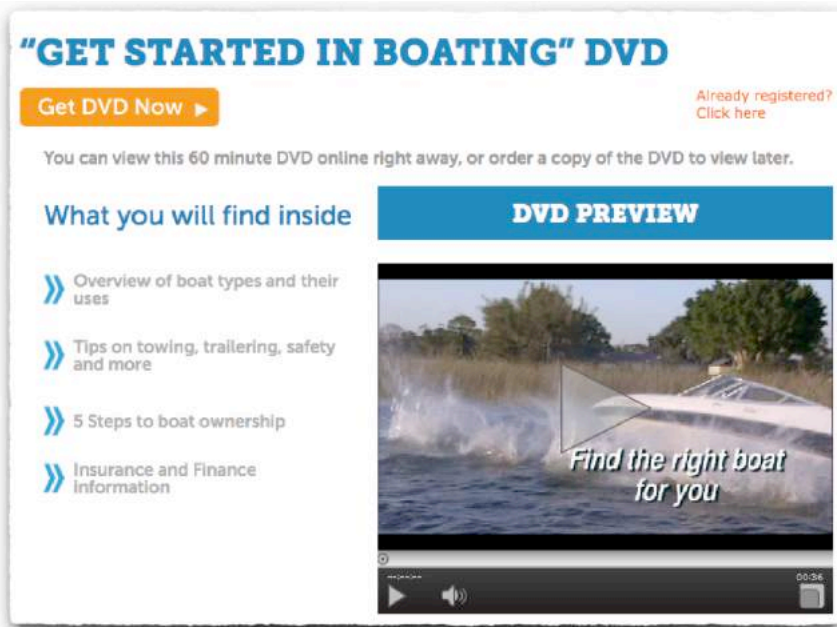 "GET STARTED IN BOATING" DVD
Get DVD Now
Already registered?
Click here
You can view this 60 minute DVD online right away, or order a copy of the DVD to view later.
What you will find inside
DVD PREVIEW
Overview of boat types and their
uses
Tips on towing, trailering, safety
and more
5 Steps to boat ownership
Insurance and Finance
information
Find the right boat
for you
--:--:--
00:36